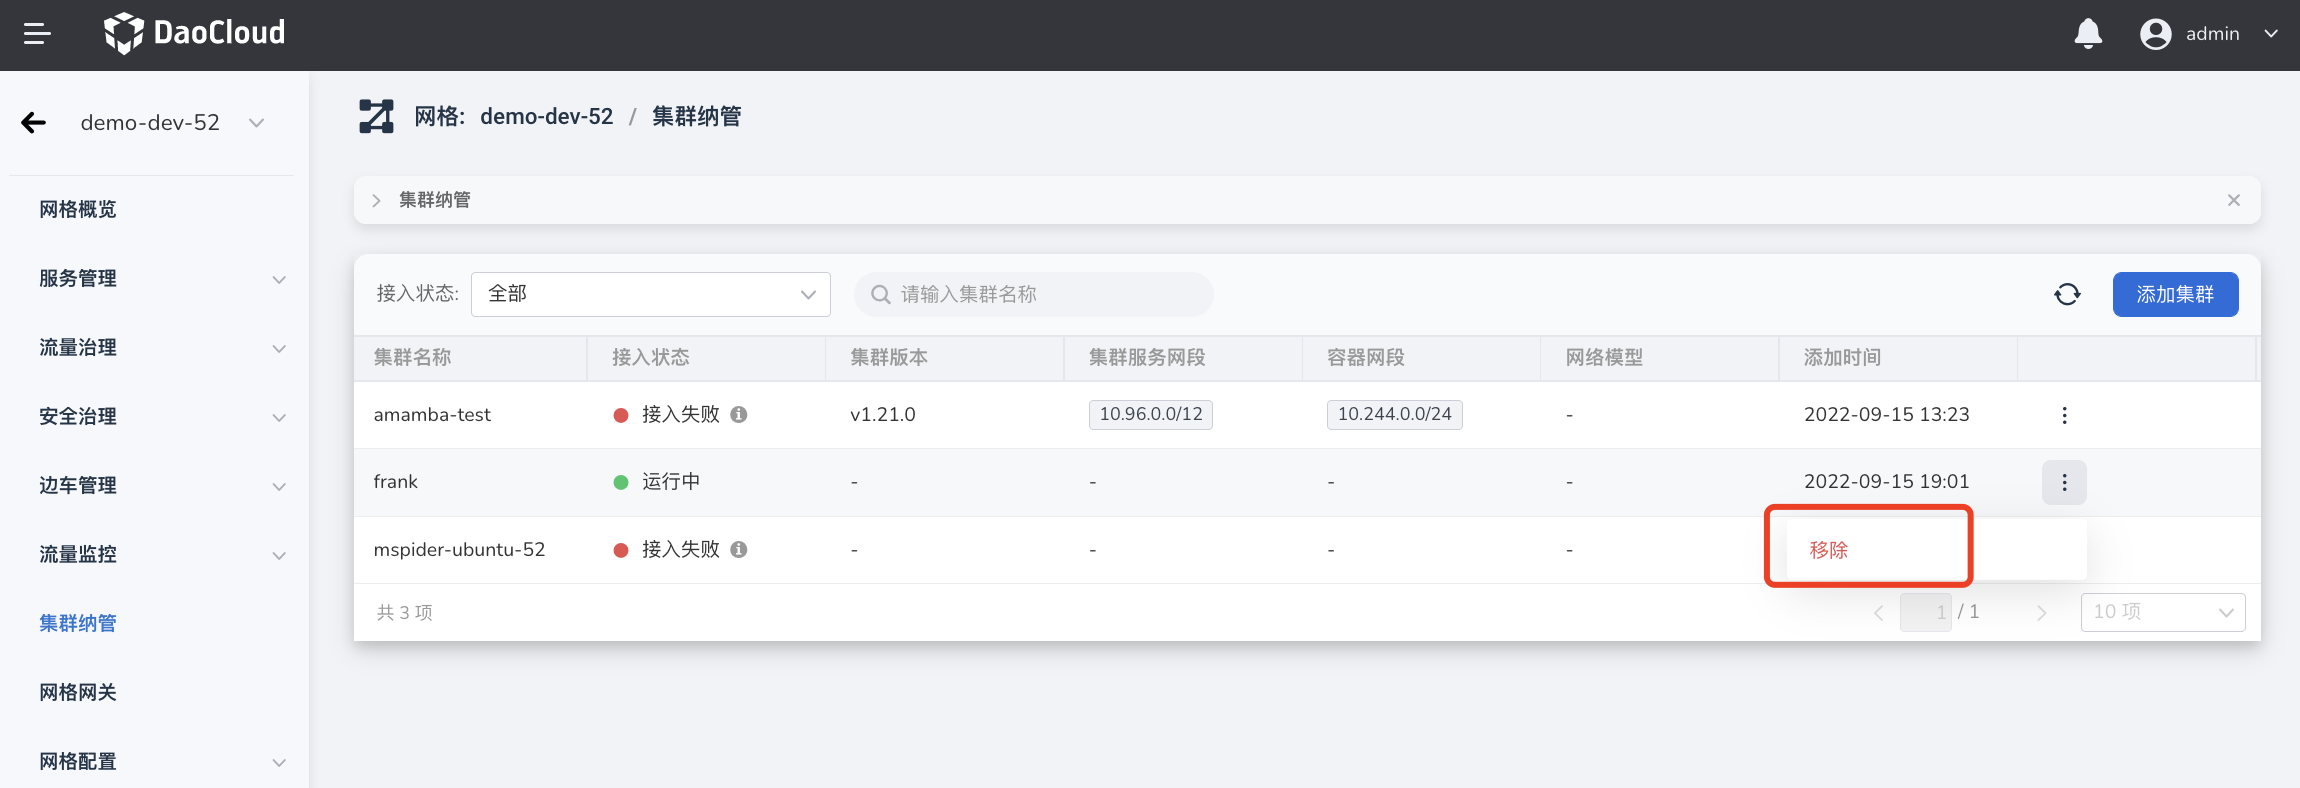 DaoCloud
admin
demo-dev-52
网格概览
服务管理
流量治理
安全治理
边车管理
流量监控
集群纳管
网格网关
网格配置
网格: demo-dev-52 / 集群纳管
集群纳管
接入状态: 全部 请输入集群名称 添加集群
集群名称 接入状态 集群版本 集群服务网段 容器网段 网络模型 添加时间
amamba-test 接入失败 v1.21.0 10.96.0.0/12 10.244.0.0/24 - 2022-09-15 13:23
frank 运行中 - - - - 2022-09-15 19:01
mspider-ubuntu-52 接入失败 - - - - 移除
共 3 项 1 / 1 10 项